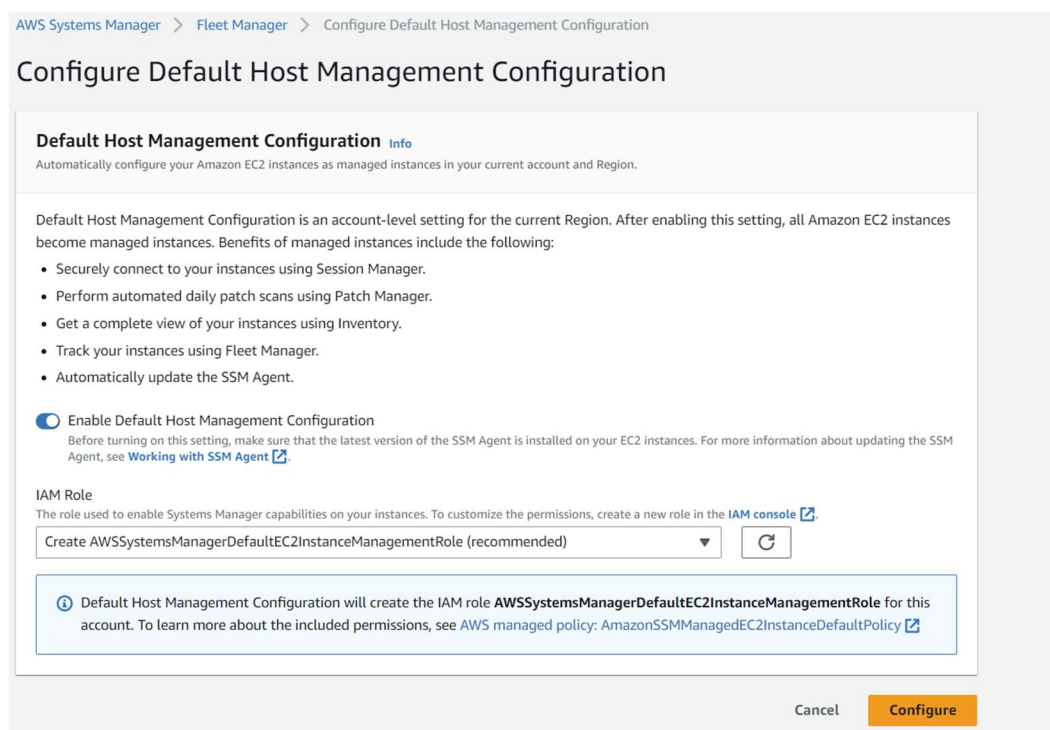 AWS Systems Manager > Fleet Manager > Configure Default Host Management Configuration
Configure Default Host Management Configuration
Default Host Management Configuration Info
Automatically configure your Amazon EC2 instances as managed instances in your current account and Region.
Default Host Management Configuration is an account-level setting for the current Region. After enabling this setting, all Amazon EC2 instances
become managed instances. Benefits of managed instances include the following:
• Securely connect to your instances using Session Manager.
• Perform automated daily patch scans using Patch Manager.
• Get a complete view of your instances using Inventory.
• Track your instances using Fleet Manager.
• Automatically update the SSM Agent.
Enable Default Host Management Configuration
Before turning on this setting, make sure that the latest version of the SSM Agent is installed on your EC2 instances. For more information about updating the SSM
Agent, see Working with SSM Agent.
IAM Role
The role used to enable Systems Manager capabilities on your instances. To customize the permissions, create a new role in the IAM console.
Create AWSSystemsManagerDefaultEC2InstanceManagementRole (recommended)
Default Host Management Configuration will create the IAM role AWSSystemsManagerDefaultEC2InstanceManagementRole for this
account. To learn more about the included permissions, see AWS managed policy: AmazonSSMManagedEC2InstanceDefaultPolicy
Cancel Configure